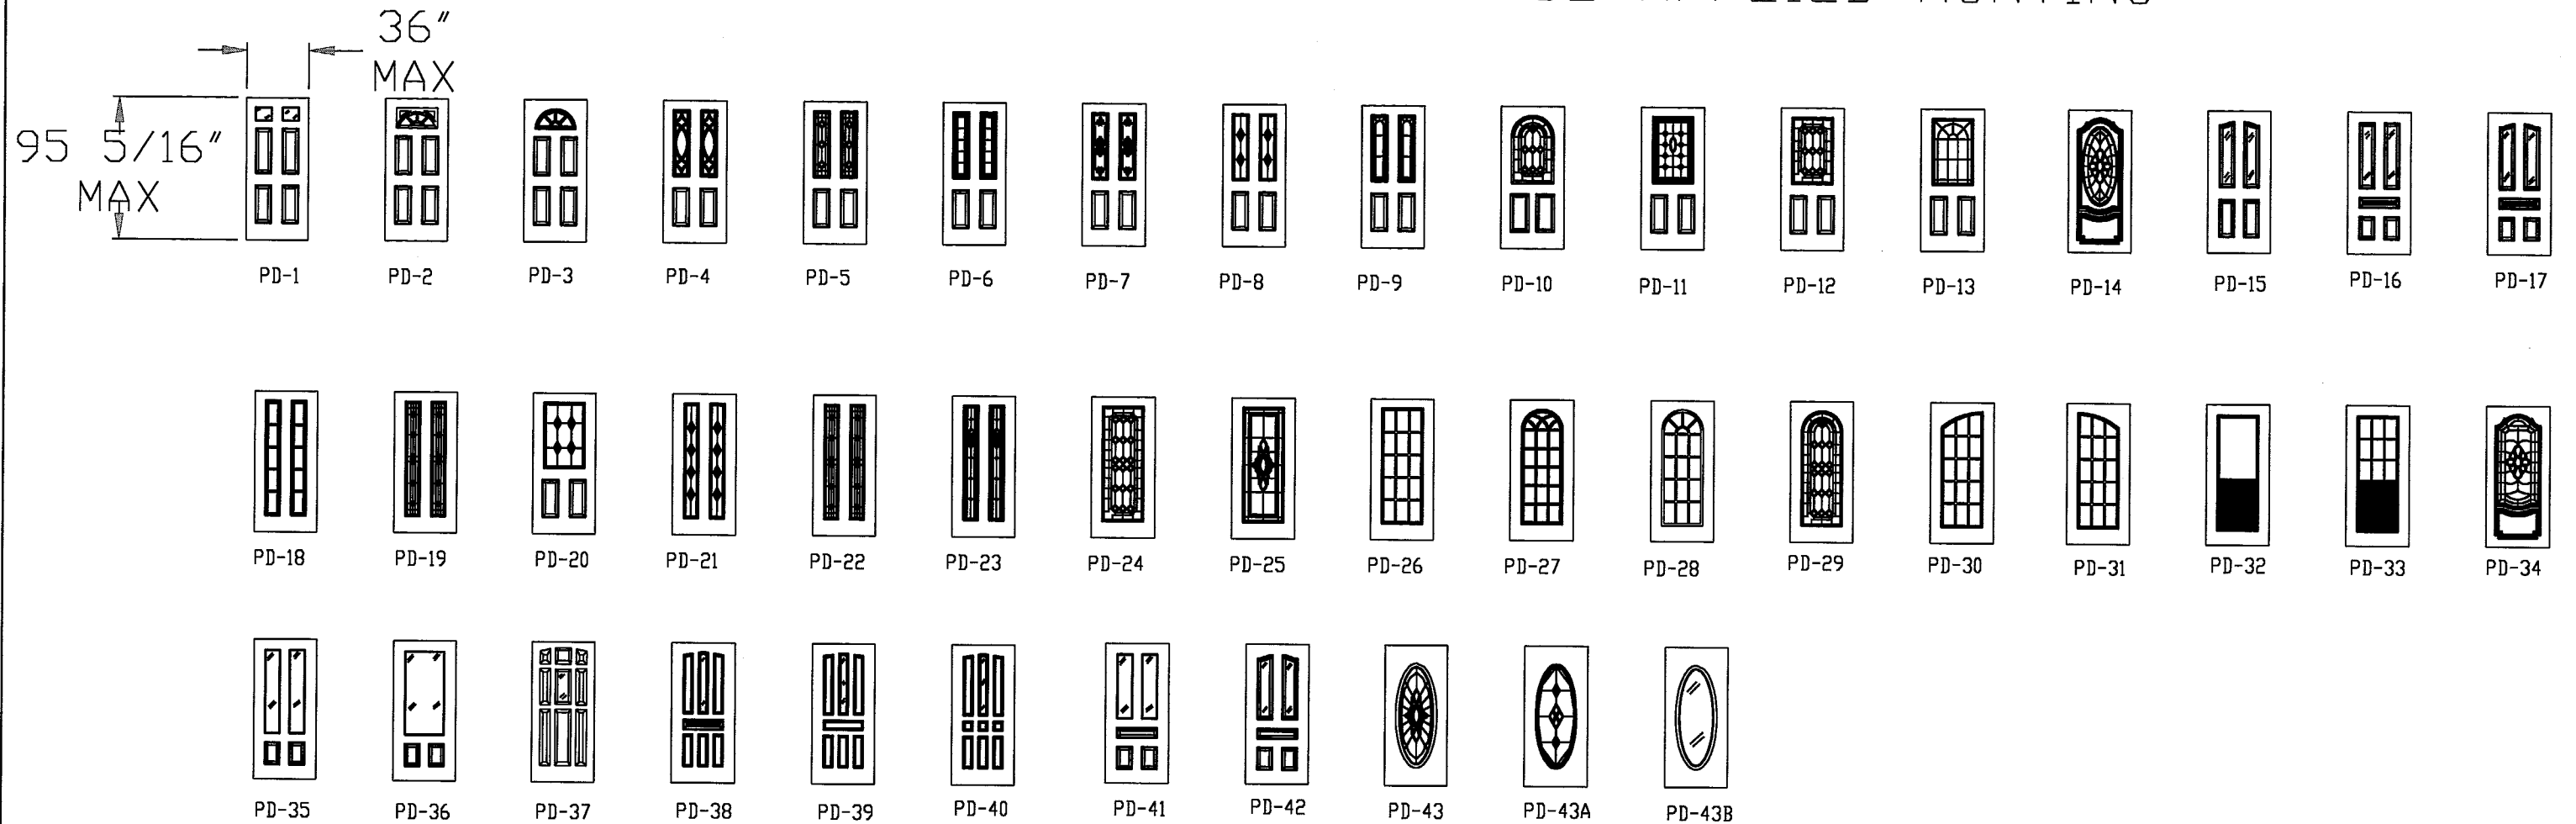 36"
MAX
95 5/16"
MAX
PD-1 PD-2 PD-3 PD-4 PD-5 PD-6 PD-7 PD-8 PD-9 PD-10 PD-11 PD-12 PD-13 PD-14 PD-15 PD-16 PD-17
PD-18 PD-19 PD-20 PD-21 PD-22 PD-23 PD-24 PD-25 PD-26 PD-27 PD-28 PD-29 PD-30 PD-31 PD-32 PD-33 PD-34
PD-35 PD-36 PD-37 PD-38 PD-39 PD-40 PD-41 PD-42 PD-43 PD-43A PD-43B